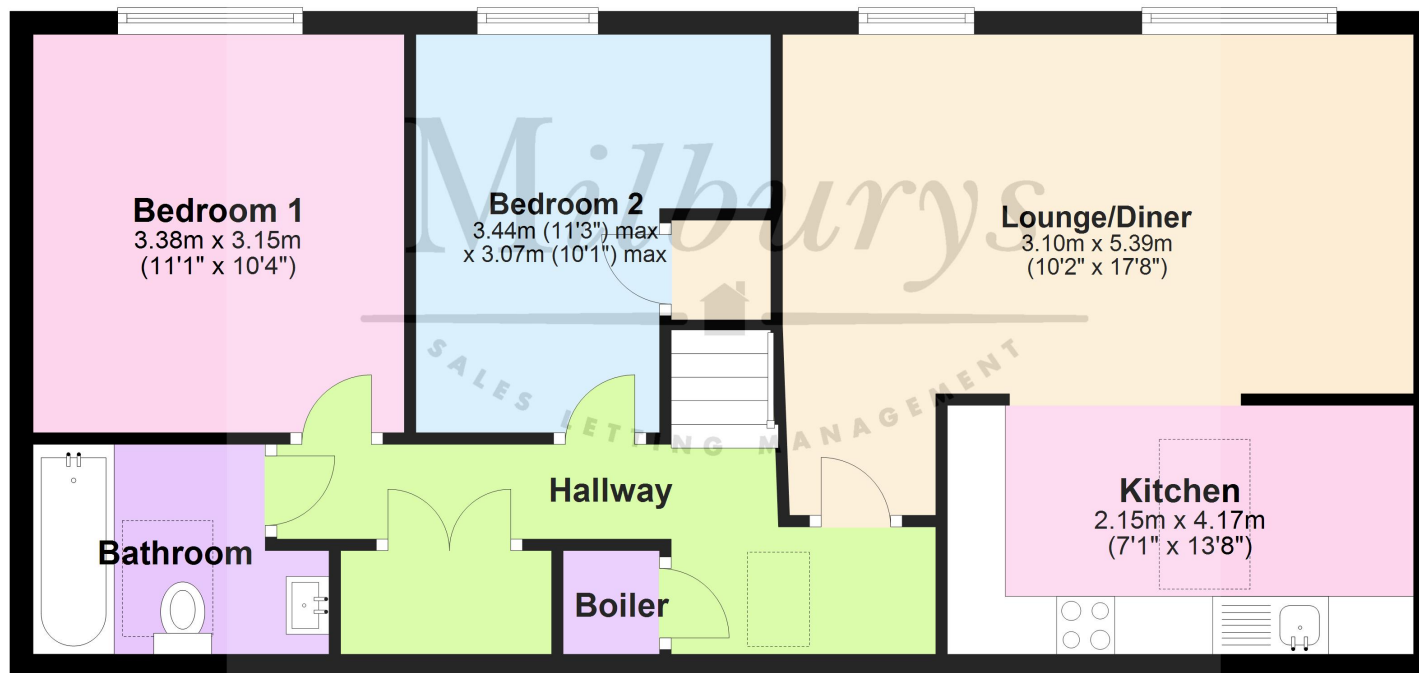 Bedroom 1
3.38m x 3.15m
(11'1" x 10'4")
Bedroom 2
3.44m (11'3") max
x 3.07m (10'1") max
Lounge/Diner
3.10m x 5.39m
(10'2" x 17'8")
Milburys
SALES LETTING MANAGEMENT
Hallway
Kitchen
2.15m x 4.17m
(7'1" x 13'8")
Bathroom
Boiler